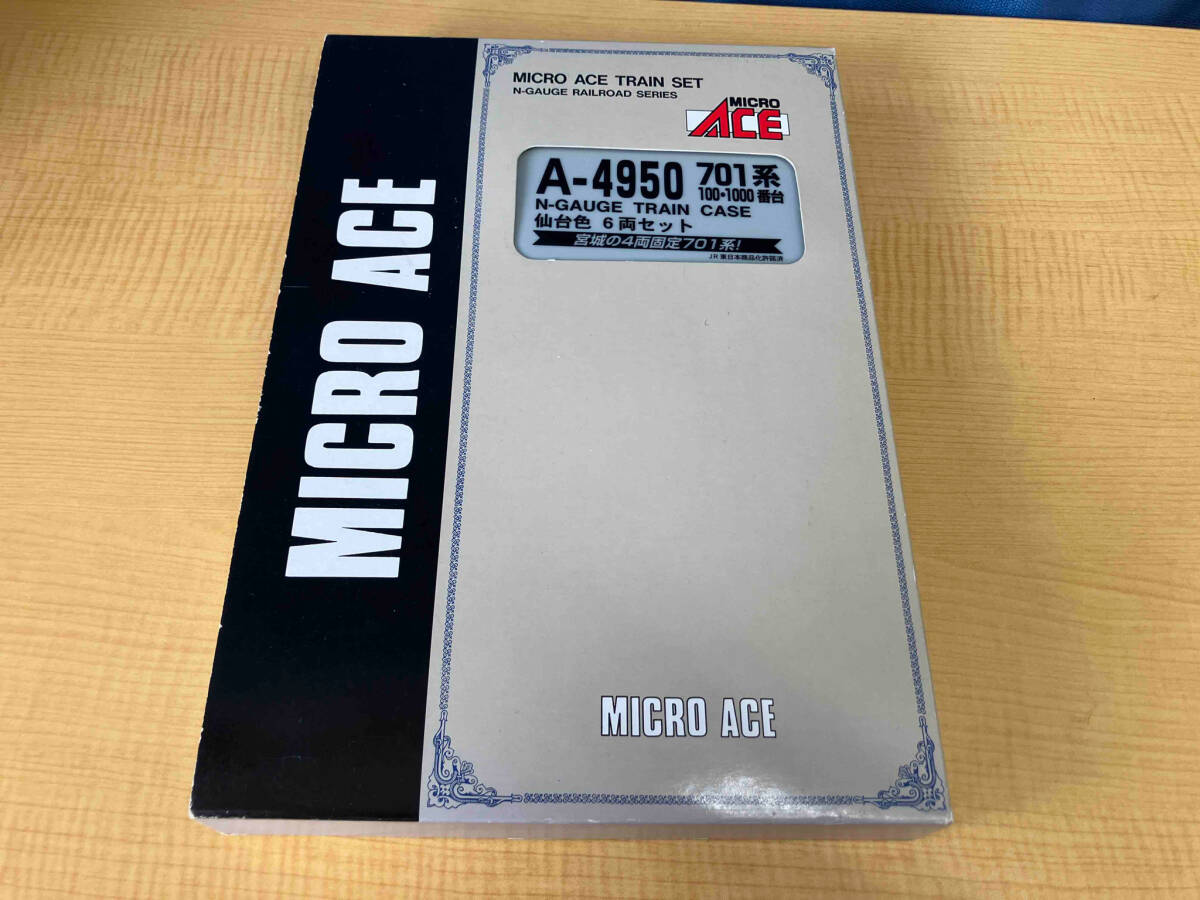 MICRO ACE
MICRO ACE TRAIN SET
N-GAUGE RAILROAD SERIES
MICRO
ACE
A-4950 701系
100・1000番台
N-GAUGE TRAIN CASE
仙台色 6両セット
宮城の4両固定701系!
JR東日本商品化許諾済
MICRO ACE